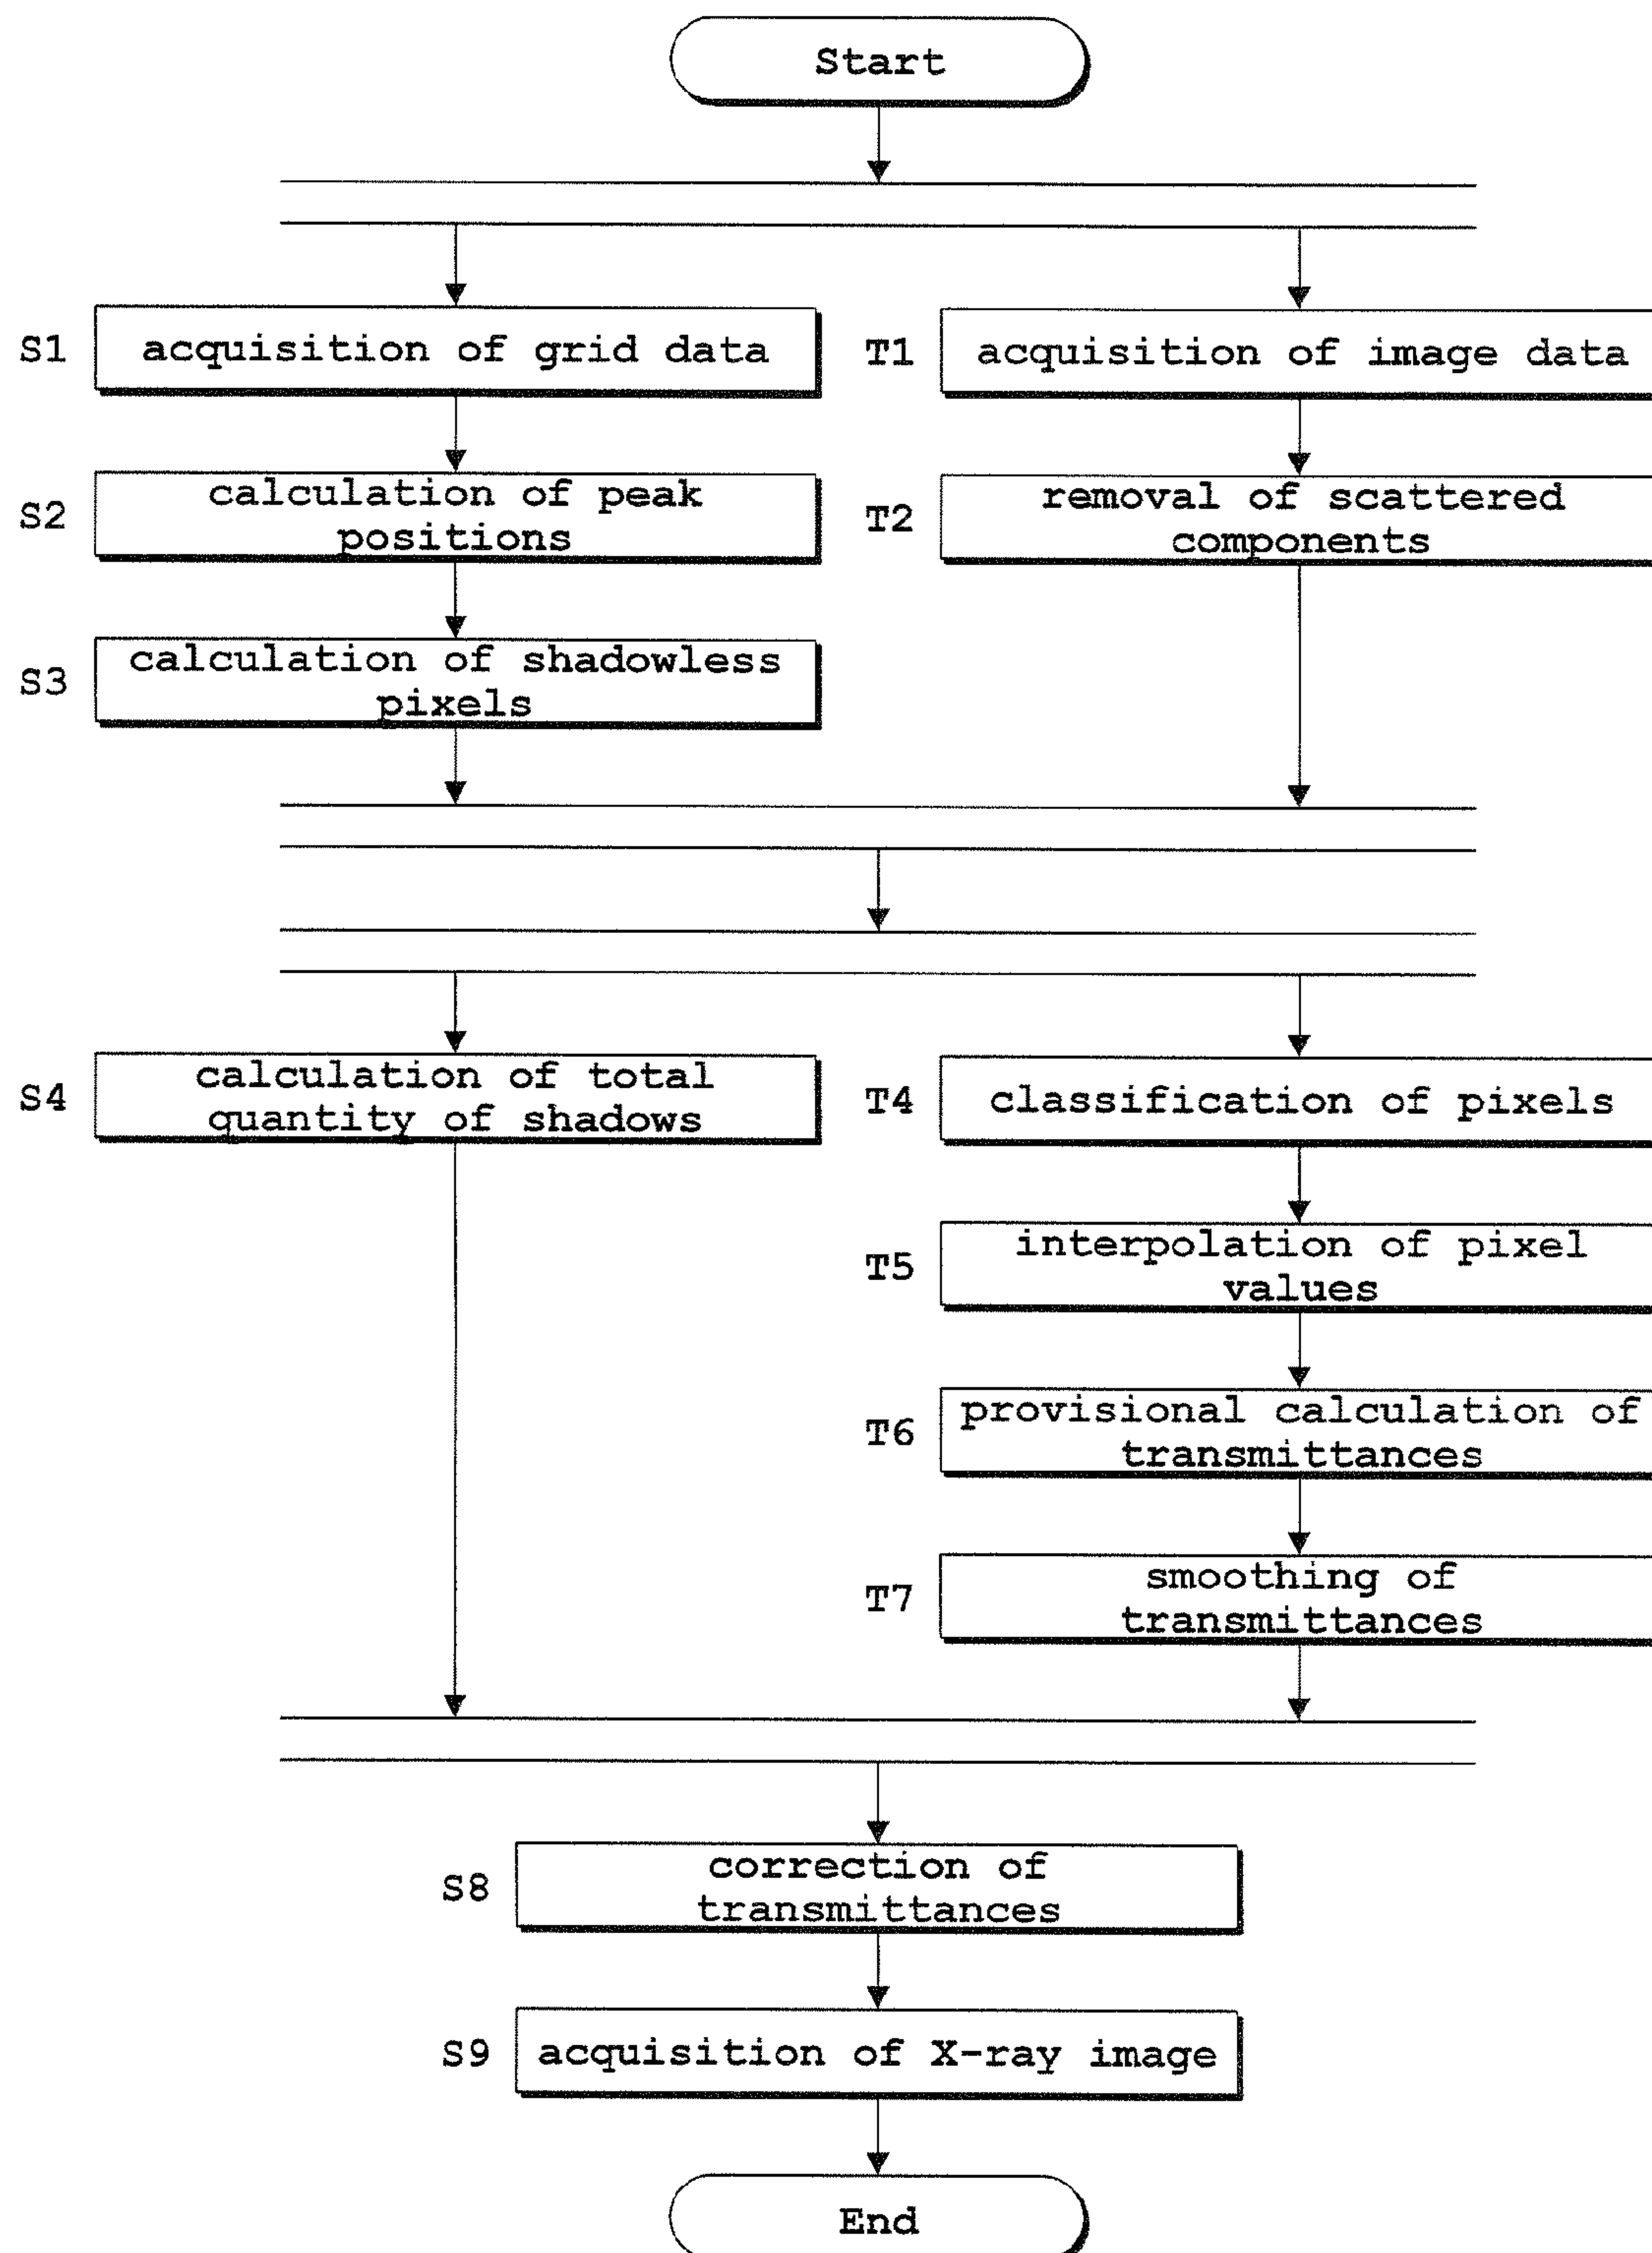 Start
S1
acquisition of grid data
T1
acquisition of image data
S2
calculation of peak
positions
T2
removal of scattered
components
S3
calculation of shadowless
pixels
S4
calculation of total
quantity of shadows
T4
classification of pixels
T5
interpolation of pixel
values
T6
provisional calculation of
transmittances
T7
smoothing of
transmittances
S8
correction of
transmittances
S9
acquisition of X-ray image
End